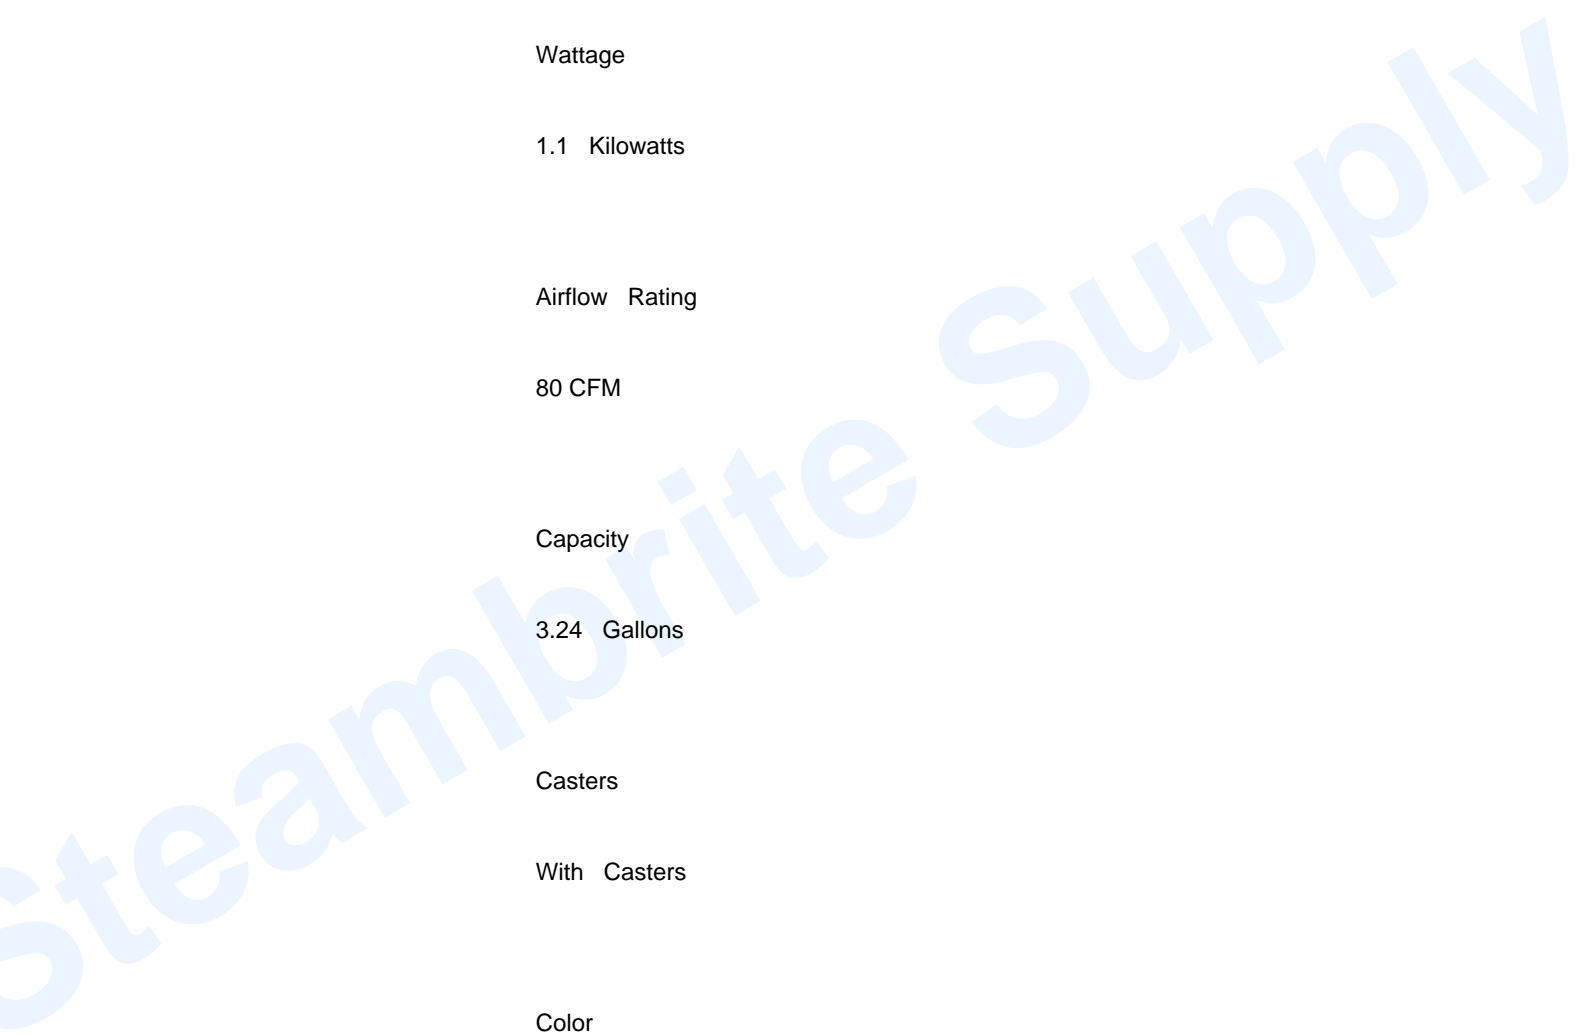 Wattage
1.1 Kilowatts
Airflow Rating
80 CFM
Capacity
3.24 Gallons
Casters
With Casters
Color
Steambrite Supply